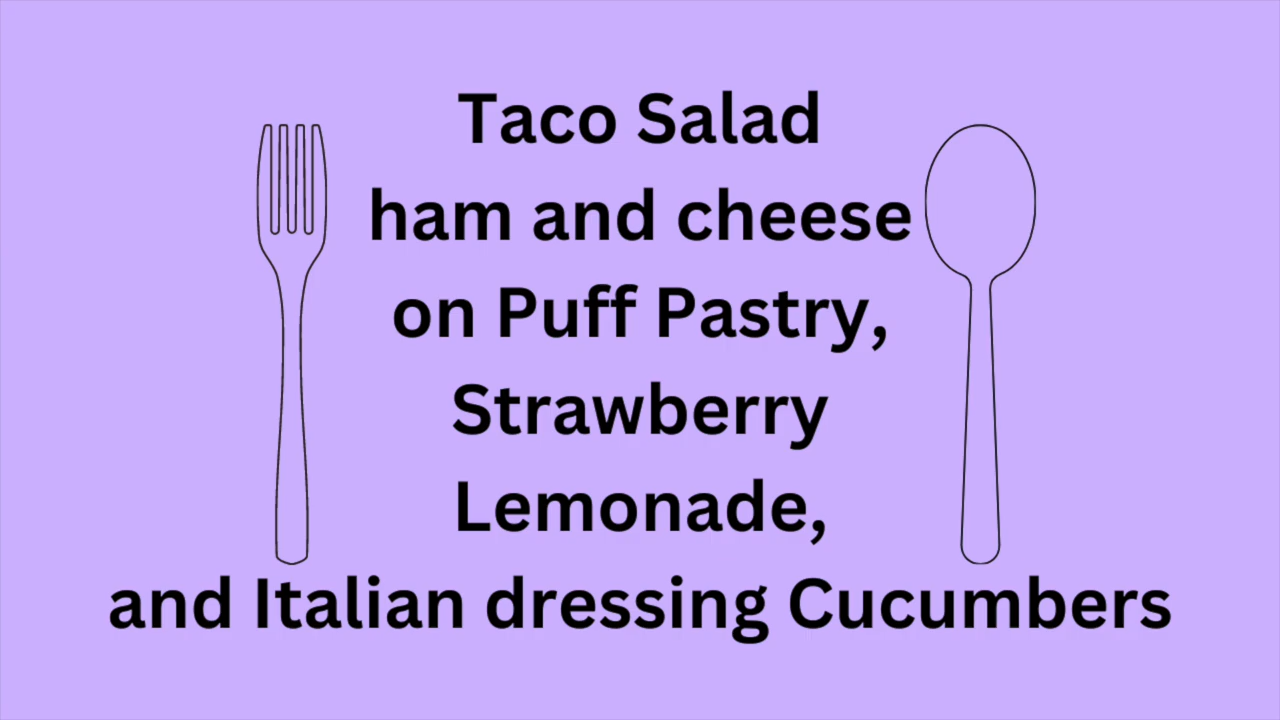 Taco Salad
ham and cheese
on Puff Pastry,
Strawberry
Lemonade,
and Italian dressing Cucumbers